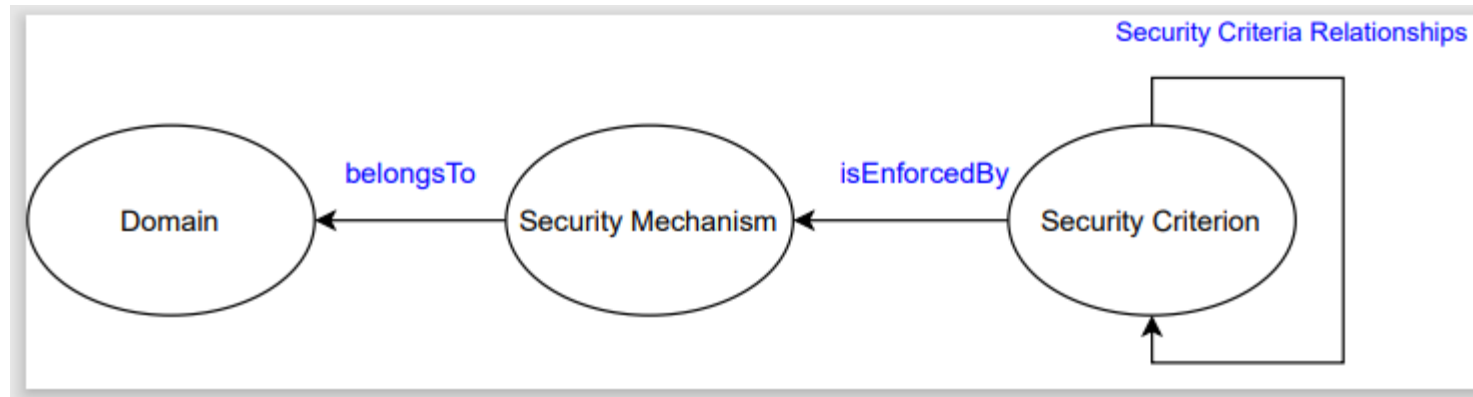 Security Criteria Relationships
belongsTo
isEnforcedBy
Domain
Security Mechanism
Security Criterion